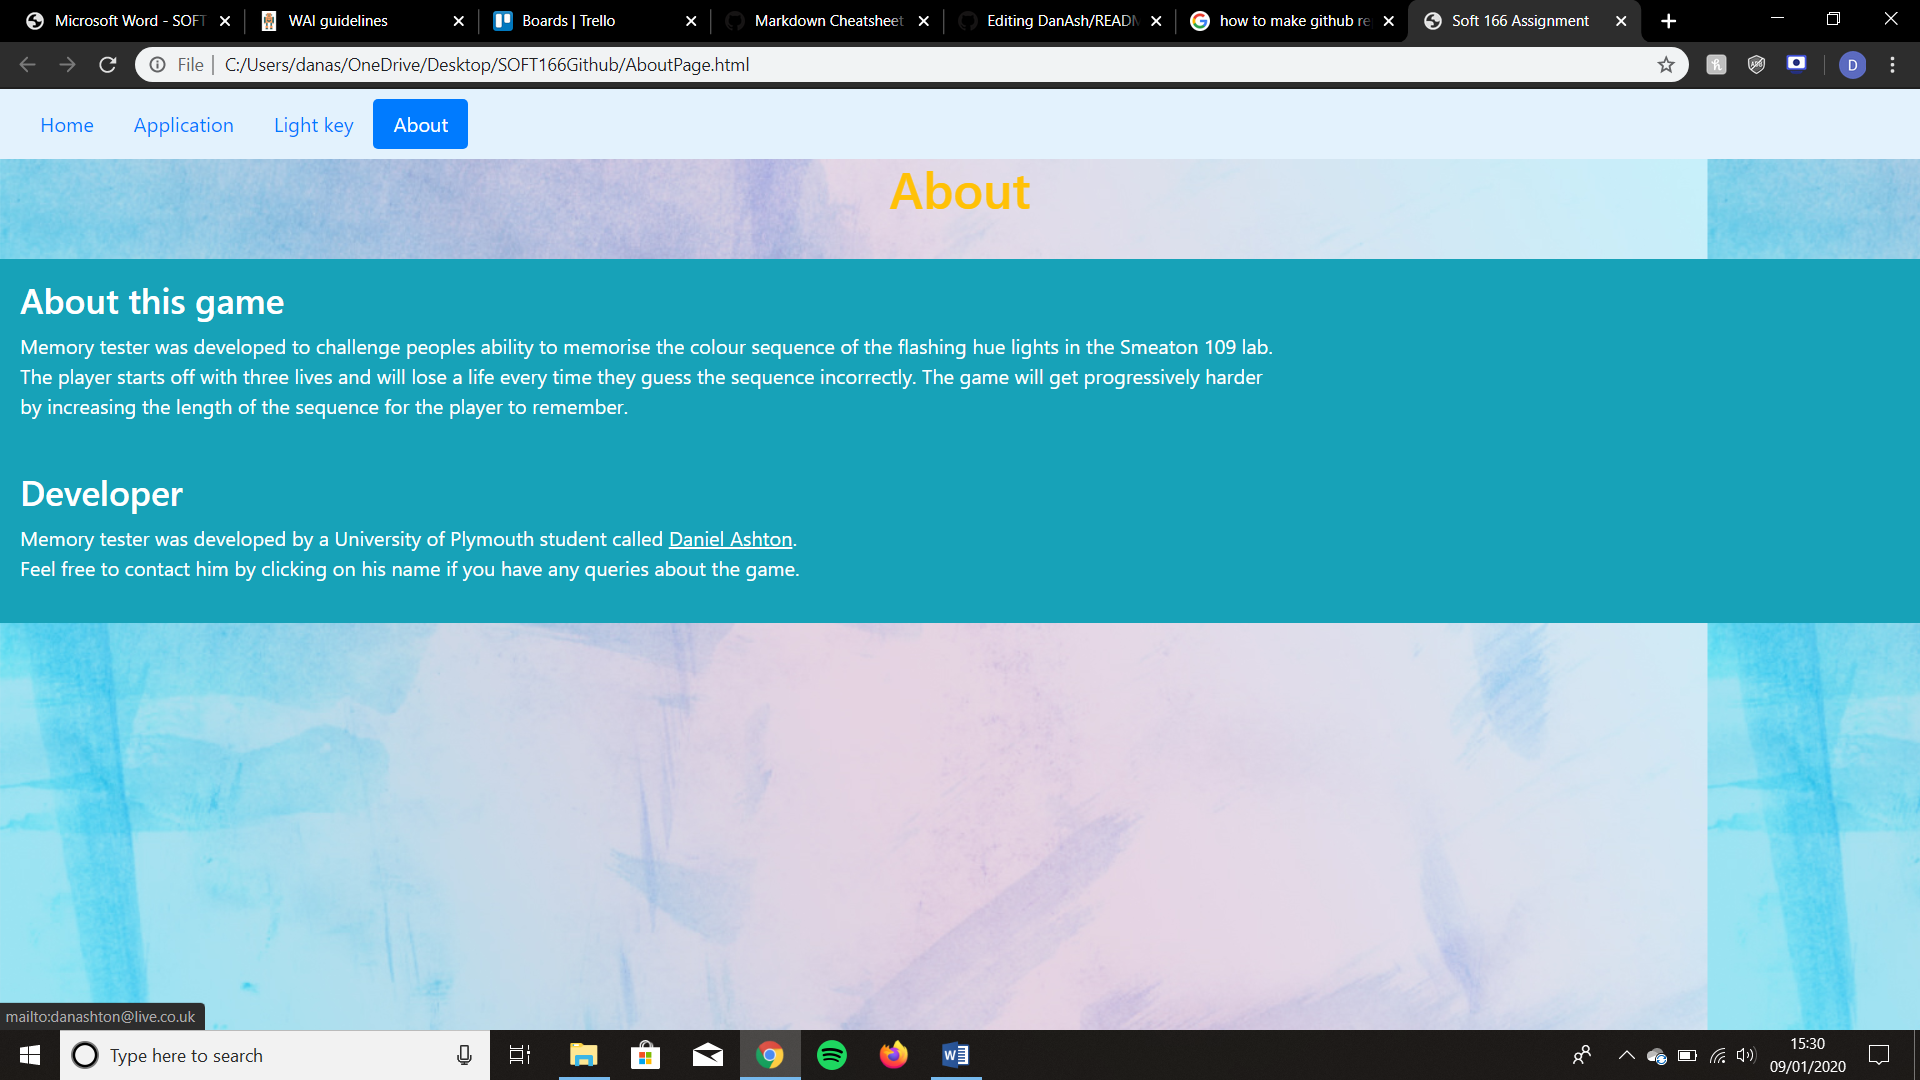 Microsoft Word - SOFT
WAI guidelines
Boards | Trello
Markdown Cheatsheet
Editing DanAsh/READM
how to make github re
Soft 166 Assignment
File | C:/Users/danas/OneDrive/Desktop/SOFT166Github/AboutPage.html
D
Home
Application
Light key
About
About
About this game
Memory tester was developed to challenge peoples ability to memorise the colour sequence of the flashing hue lights in the Smeaton 109 lab.
The player starts off with three lives and will lose a life every time they guess the sequence incorrectly. The game will get progressively harder
by increasing the length of the sequence for the player to remember.
Developer
Memory tester was developed by a University of Plymouth student called Daniel Ashton.
Feel free to contact him by clicking on his name if you have any queries about the game.
mailto:danashton@live.co.uk
Type here to search
15:30
09/01/2020